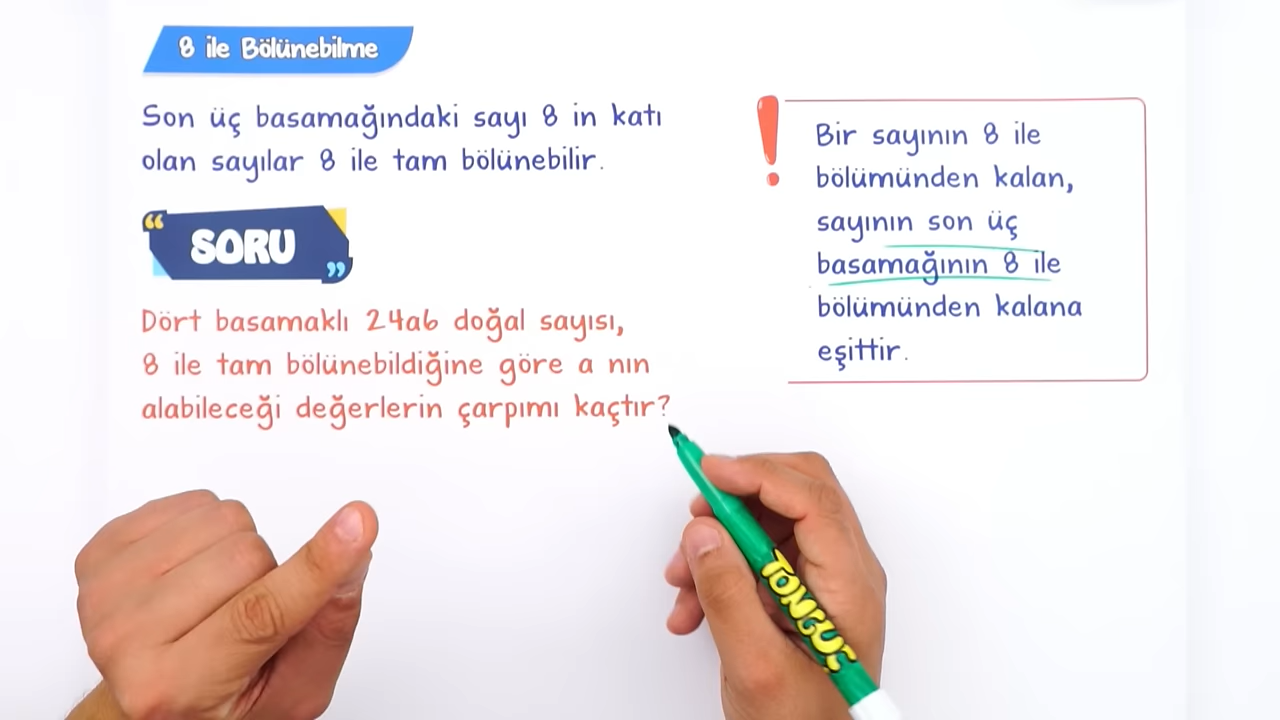 8 ile Bölünebilme
Son üç basamağındaki sayı 8 in katı
olan sayılar 8 ile tam bölünebilir.
“ SORU ”
Dört basamaklı 24a6 doğal sayısı,
8 ile tam bölünebildiğine göre a nın
alabileceği değerlerin çarpımı kaçtır?
!
Bir sayının 8 ile
bölümünden kalan,
sayının son üç
basamağının 8 ile
bölümünden kalana
eşittir.
TONGUÇ